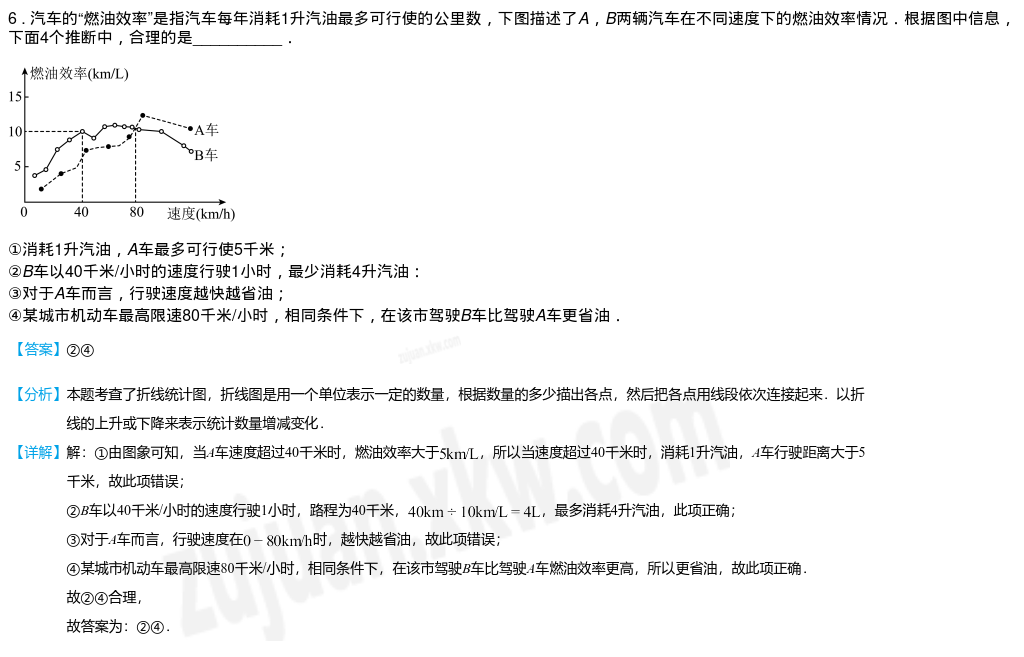 6．汽车的“燃油效率”是指汽车每年消耗1升汽油最多可行使的公里数，下图描述了A，B两辆汽车在不同速度下的燃油效率情况．根据图中信息，
下面4个推断中，合理的是____________．
燃油效率(km/L)
15
10
A车
B车
5
0
40
80
速度(km/h)
①消耗1升汽油，A车最多可行使5千米；
②B车以40千米/小时的速度行驶1小时，最少消耗4升汽油：
③对于A车而言，行驶速度越快越省油；
④某城市机动车最高限速80千米/小时，相同条件下，在该市驾驶B车比驾驶A车更省油．
【答案】②④
【分析】本题考查了折线统计图，折线图是用一个单位表示一定的数量，根据数量的多少描出各点，然后把各点用线段依次连接起来．以折
线的上升或下降来表示统计数量增减变化．
【详解】解：①由图象可知，当A车速度超过40千米时，燃油效率大于5km/L，所以当速度超过40千米时，消耗1升汽油，A车行驶距离大于5
千米，故此项错误；
②B车以40千米/小时的速度行驶1小时，路程为40千米，40km ÷ 10km/L = 4L，最多消耗4升汽油，此项正确；
③对于A车而言，行驶速度在0－80km/h时，越快越省油，故此项错误；
④某城市机动车最高限速80千米/小时，相同条件下，在该市驾驶B车比驾驶A车燃油效率更高，所以更省油，故此项正确．
故②④合理，
故答案为：②④．
zujuan.xkw.com
zujuan.xkw.com